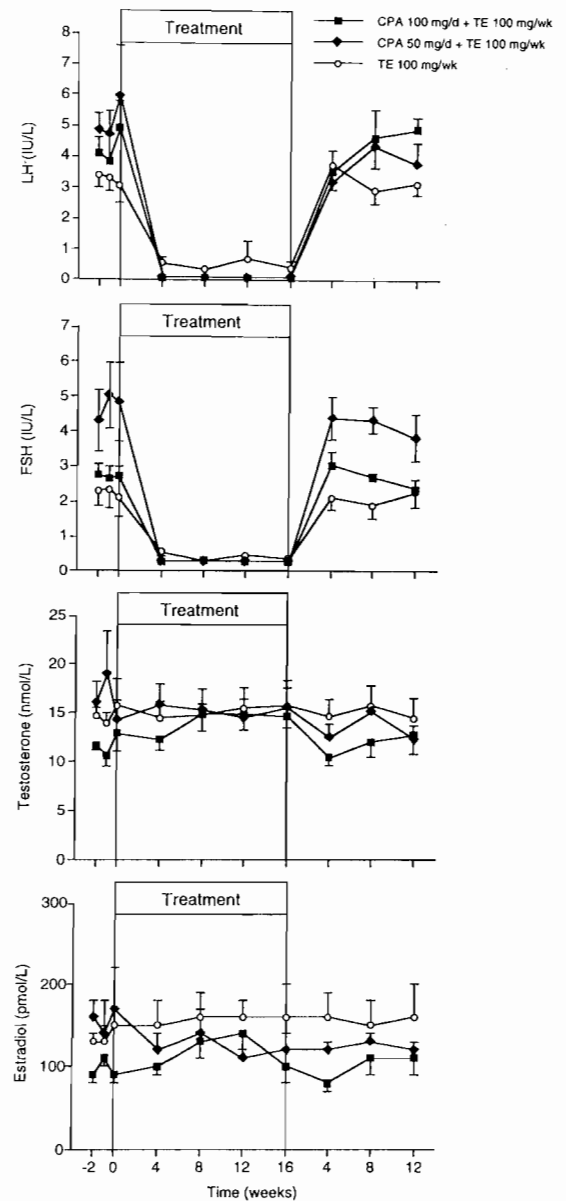 CPA 100 mg/d + TE 100 mg/wk
CPA 50 mg/d + TE 100 mg/wk
TE 100 mg/wk
Treatment
8
7
6
5
4
3
2
1
0
LH (IU/L)
Treatment
7
6
5
4
3
2
1
0
FSH (IU/L)
Treatment
25
20
15
10
5
0
Testosterone (nmol/L)
Treatment
300
200
100
0
Estradiol (pmol/L)
-2 0 4 8 12 16 4 8 12
Time (weeks)